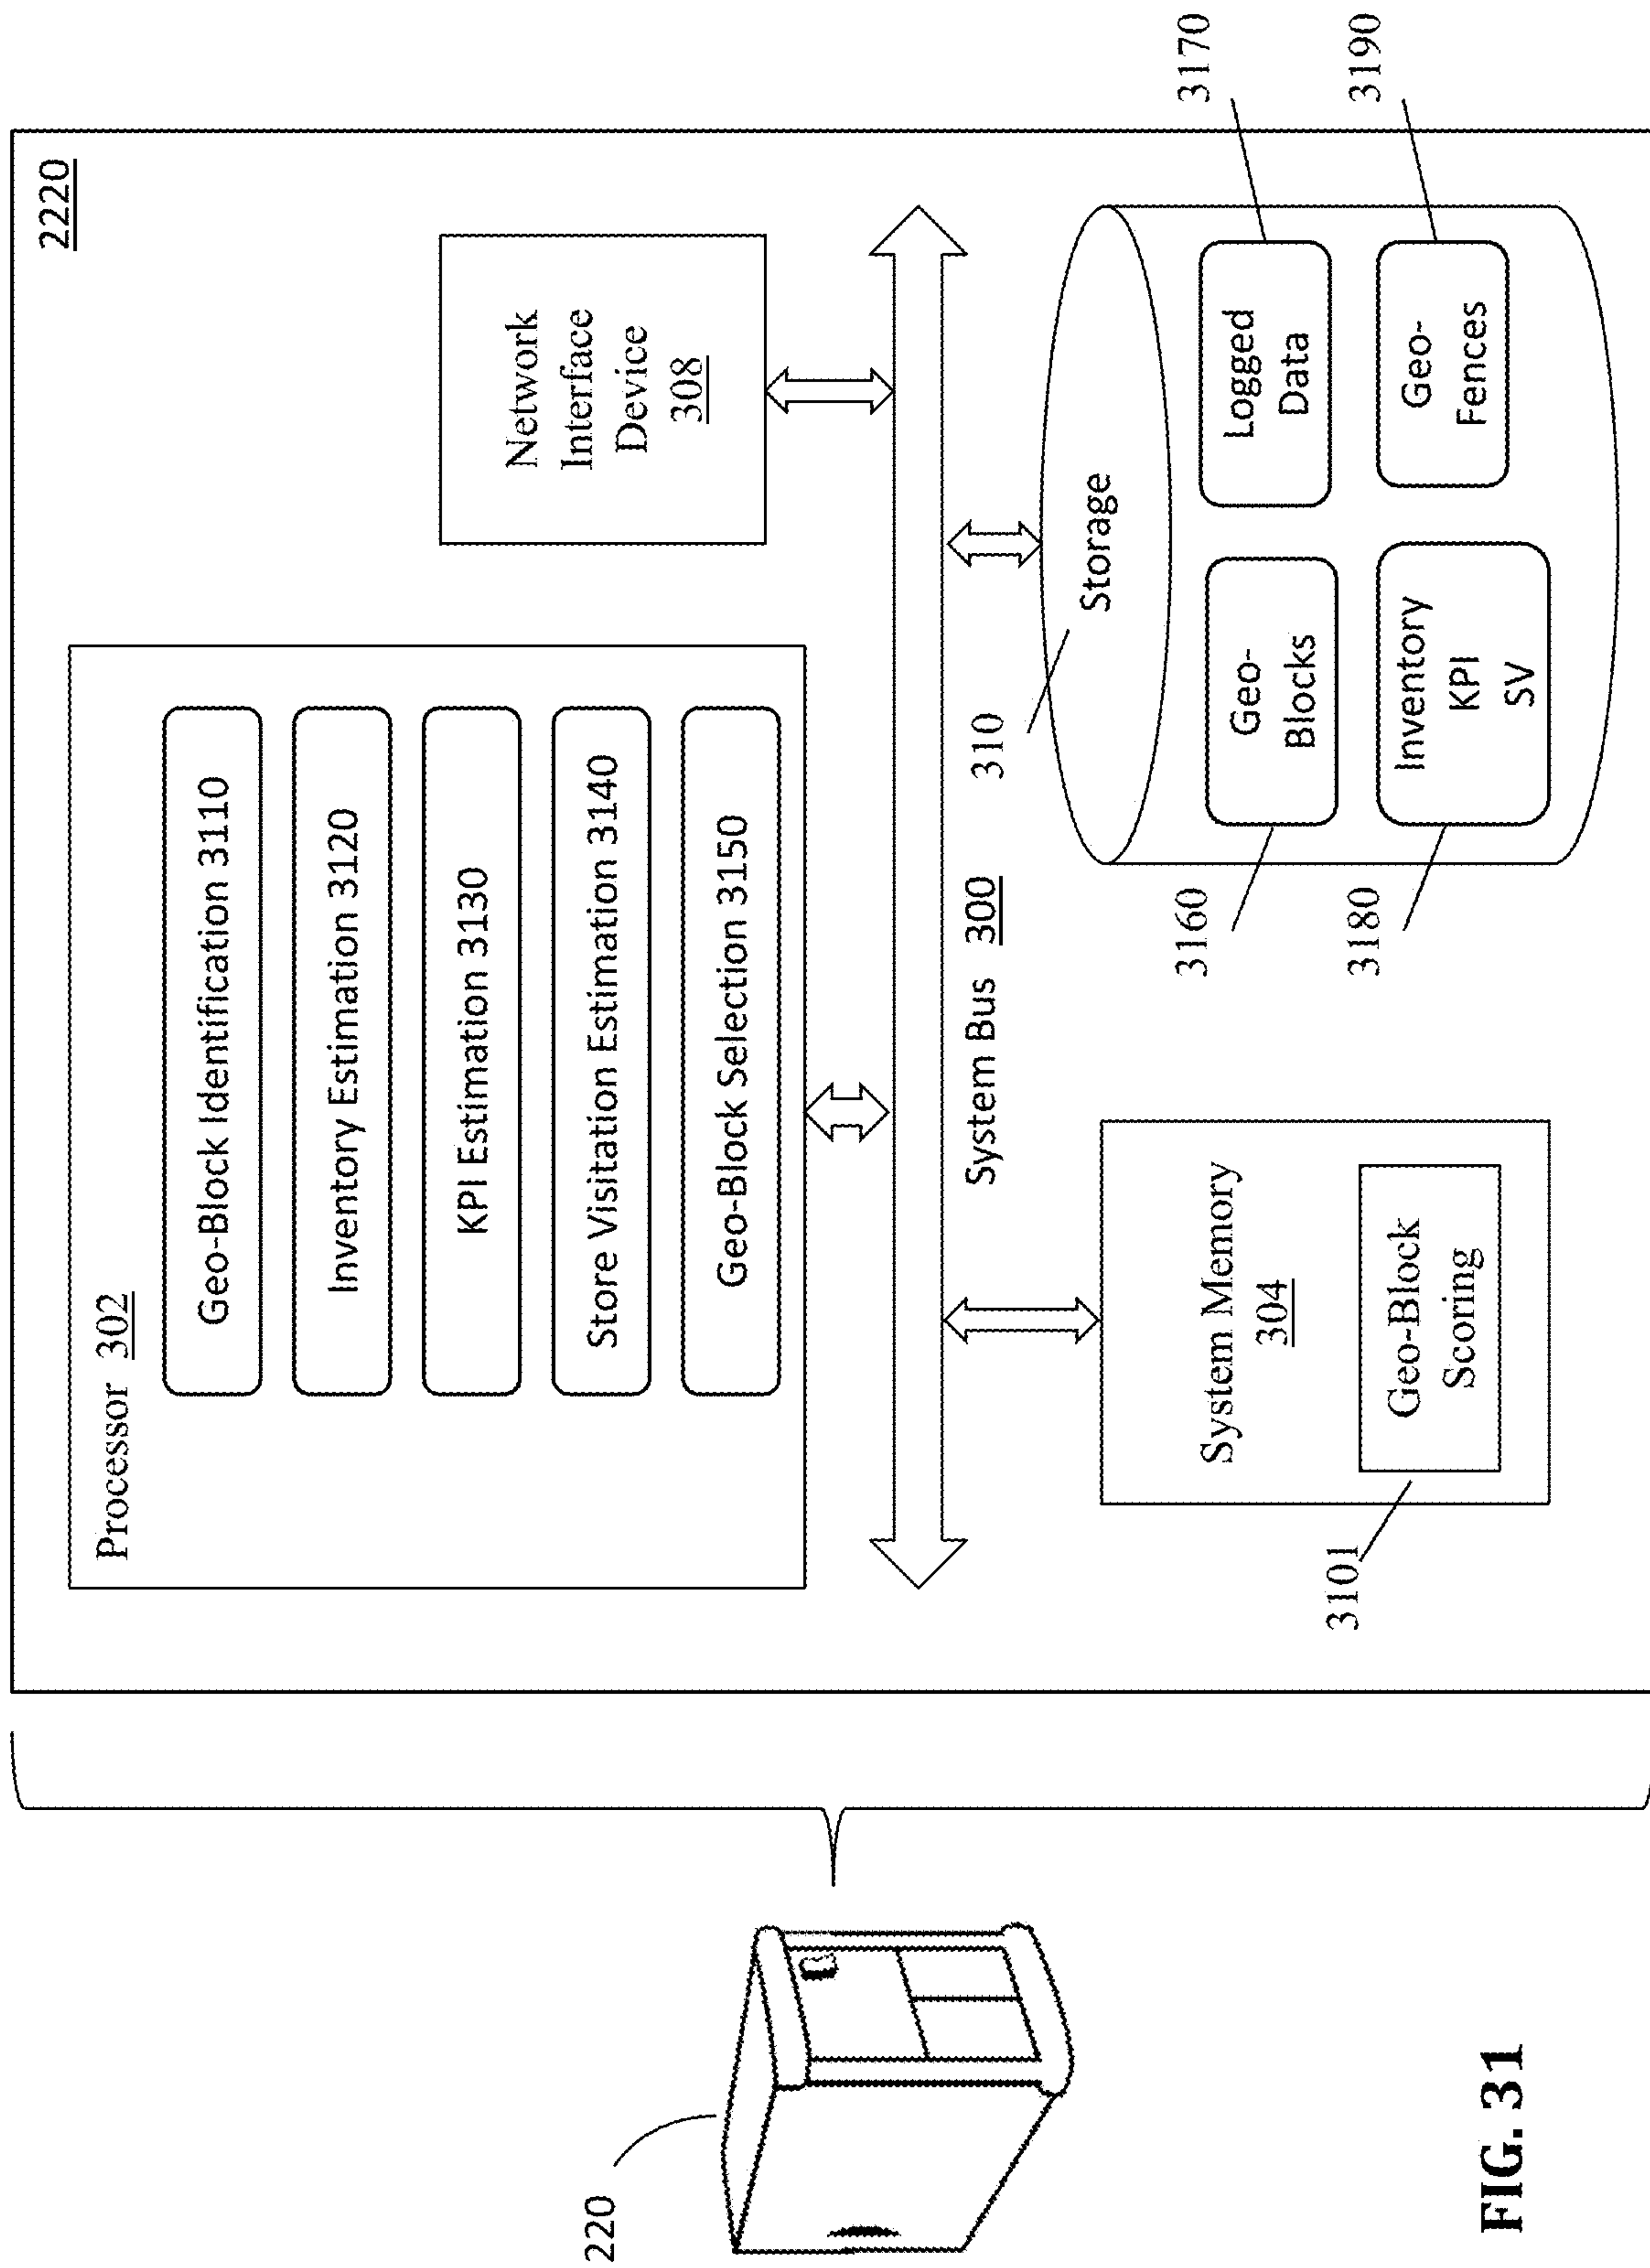 2220
Processor 302
Geo-Block Identification 3110
Inventory Estimation 3120
KPI Estimation 3130
Store Visitation Estimation 3140
Geo-Block Selection 3150
Network
Interface
Device
308
System Bus 300
System Memory
304
Geo-Block
Scoring
3101
310
Storage
Geo-
Blocks
3160
Logged
Data
3170
Inventory
KPI
SV
3180
Geo-
Fences
3190
220
FIG. 31